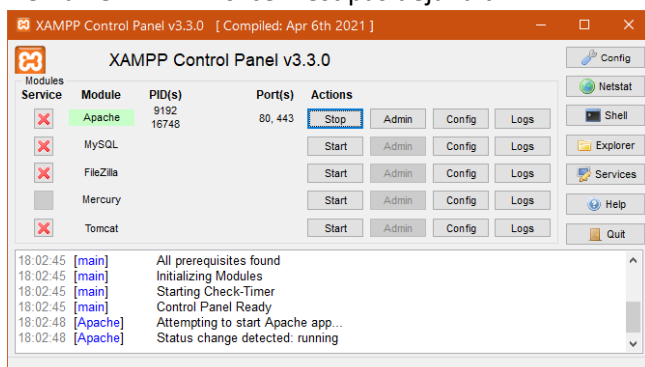 XAMPP Control Panel v3.3.0 [ Compiled: Apr 6th 2021 ]
XAMPP Control Panel v3.3.0
Config
Modules
Service Module PID(s) Port(s) Actions
Netstat
Apache 9192 16748 80, 443 Stop Admin Config Logs
Shell
MySQL Start Admin Config Logs
Explorer
FileZilla Start Admin Config Logs
Services
Mercury Start Admin Config Logs
Help
Tomcat Start Admin Config Logs
Quit
18:02:45 [main] All prerequisites found
18:02:45 [main] Initializing Modules
18:02:45 [main] Starting Check-Timer
18:02:45 [main] Control Panel Ready
18:02:48 [Apache] Attempting to start Apache app...
18:02:48 [Apache] Status change detected: running